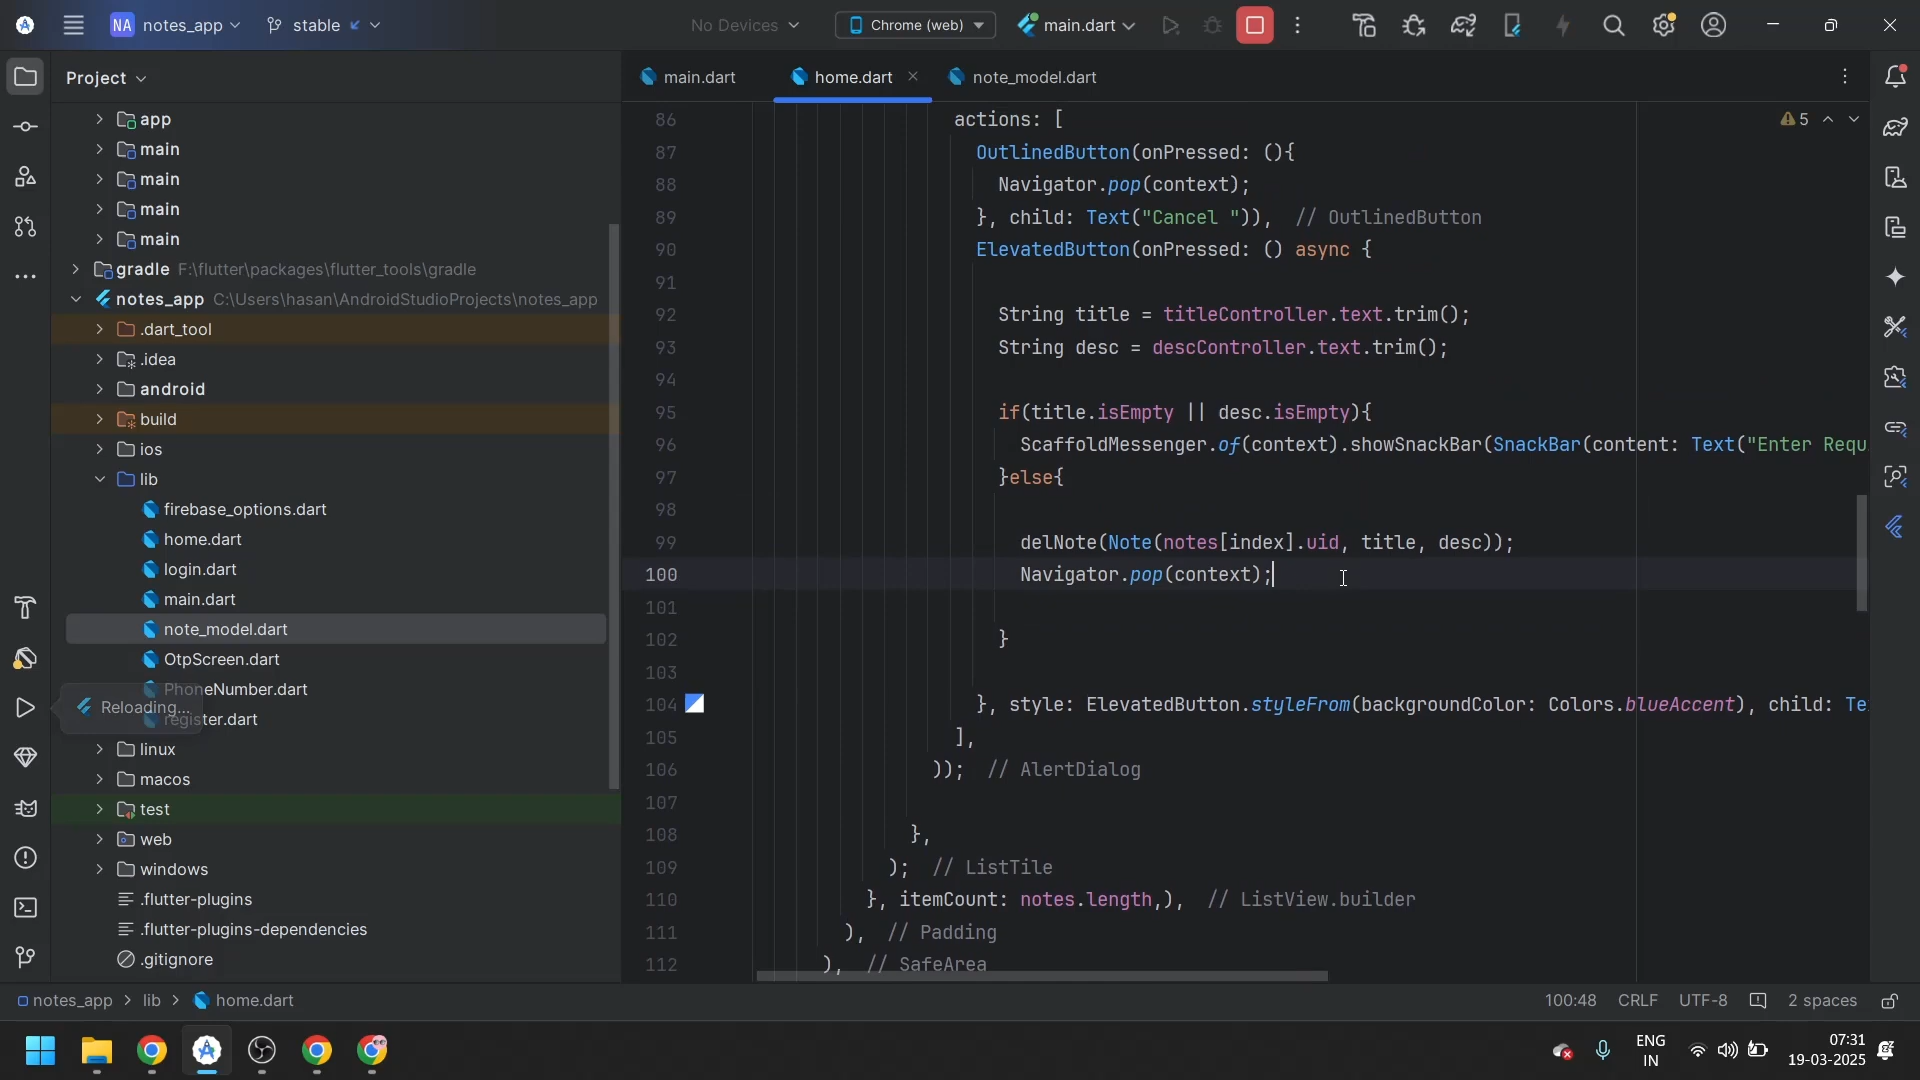 NA notes_app
stable
No Devices
Chrome (web)
main.dart
Project
main.dart
home.dart
note_model.dart
app
main
main
main
main
gradle F:\flutter\packages\flutter_tools\gradle
notes_app C:\Users\hasan\AndroidStudioProjects\notes_app
.dart_tool
.idea
android
build
ios
lib
firebase_options.dart
home.dart
login.dart
main.dart
note_model.dart
OtpScreen.dart
PhoneNumber.dart
Reloading...
register.dart
linux
macos
test
web
windows
.flutter-plugins
.flutter-plugins-dependencies
.gitignore
5
86 actions: [
87 OutlinedButton(onPressed: (){
88 Navigator.pop(context);
89 }, child: Text("Cancel ")), // OutlinedButton
90 ElevatedButton(onPressed: () async {
91
92 String title = titleController.text.trim();
93 String desc = descController.text.trim();
94
95 if(title.isEmpty || desc.isEmpty){
96 ScaffoldMessenger.of(context).showSnackBar(SnackBar(content: Text("Enter Requ
97 }else{
98
99 delNote(Note(notes[index].uid, title, desc));
100 Navigator.pop(context);
101
102 }
103
104 }, style: ElevatedButton.styleFrom(backgroundColor: Colors.blueAccent), child: Te
105 ],
106 )); // AlertDialog
107
108 },
109 ); // ListTile
110 }, itemCount: notes.length,), // ListView.builder
111 ), // Padding
112 ), // SafeArea
notes_app > lib > home.dart
100:48 CRLF UTF-8 2 spaces
ENG
IN
07:31
19-03-2025